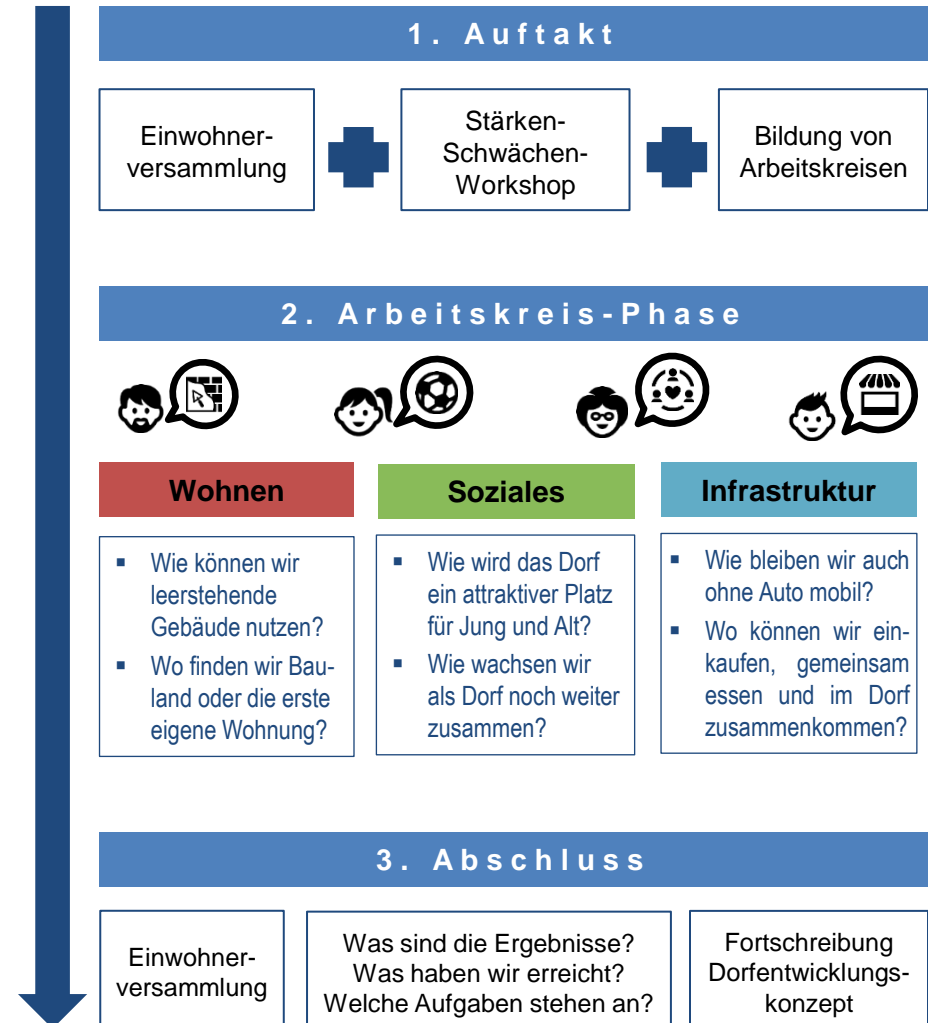 1. Auftakt
Einwohner-
versammlung
Stärken-
Schwächen-
Workshop
Bildung von
Arbeitskreisen
2. Arbeitskreis-Phase
Wohnen
▪ Wie können wir
leerstehende
Gebäude nutzen?
▪ Wo finden wir Bau-
land oder die erste
eigene Wohnung?
Soziales
▪ Wie wird das Dorf
ein attraktiver Platz
für Jung und Alt?
▪ Wie wachsen wir
als Dorf noch weiter
zusammen?
Infrastruktur
▪ Wie bleiben wir auch
ohne Auto mobil?
▪ Wo können wir ein-
kaufen, gemeinsam
essen und im Dorf
zusammenkommen?
3. Abschluss
Einwohner-
versammlung
Was sind die Ergebnisse?
Was haben wir erreicht?
Welche Aufgaben stehen an?
Fortschreibung
Dorfentwicklungs-
konzept